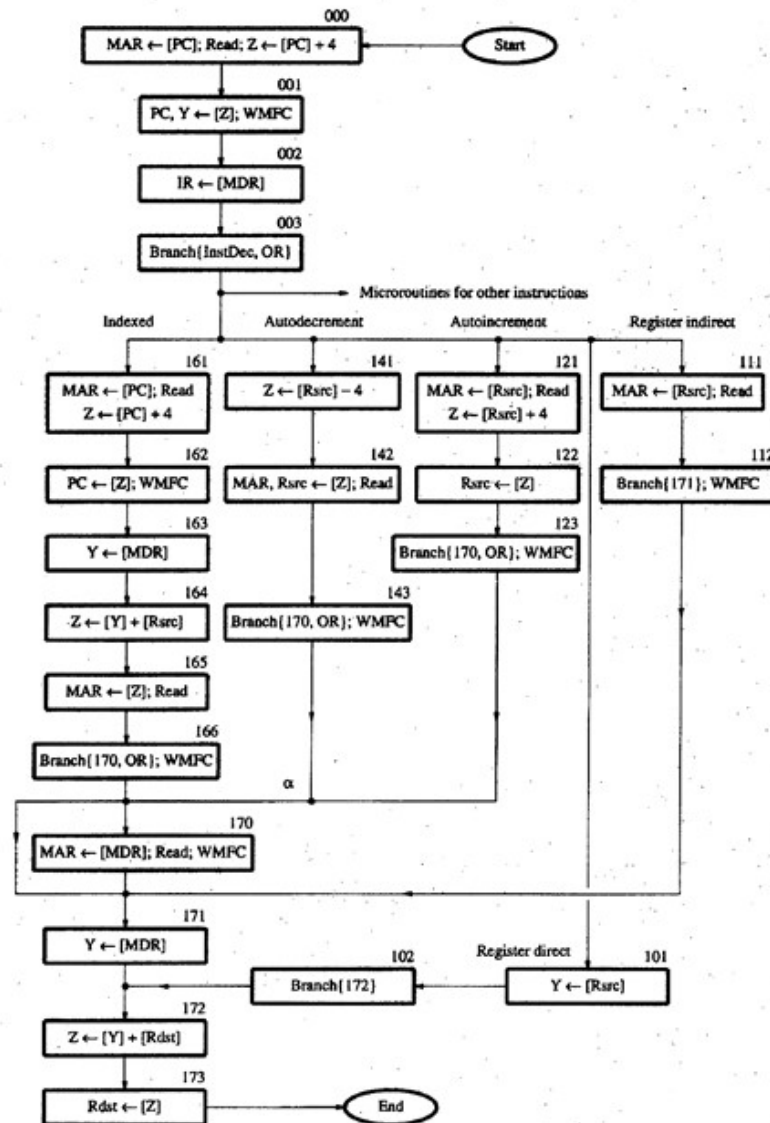 000
MAR ← [PC]; Read; Z ← [PC] + 4
Start
001
PC, Y ← [Z]; WMFC
002
IR ← [MDR]
003
Branch{InstDec, OR}
Microroutines for other instructions
Indexed
Autodecrement
Autoincrement
Register indirect
161
MAR ← [PC]; Read
Z ← [PC] + 4
141
Z ← [Rsrc] − 4
121
MAR ← [Rsrc]; Read
Z ← [Rsrc] + 4
111
MAR ← [Rsrc]; Read
162
PC ← [Z]; WMFC
142
MAR, Rsrc ← [Z]; Read
122
Rsrc ← [Z]
112
Branch{171}; WMFC
163
Y ← [MDR]
123
Branch{170, OR}; WMFC
164
Z ← [Y] + [Rsrc]
143
Branch{170, OR}; WMFC
165
MAR ← [Z]; Read
166
Branch{170, OR}; WMFC
α
170
MAR ← [MDR]; Read; WMFC
171
Y ← [MDR]
Register direct
102
Branch{172}
101
Y ← [Rsrc]
172
Z ← [Y] + [Rdst]
173
Rdst ← [Z]
End